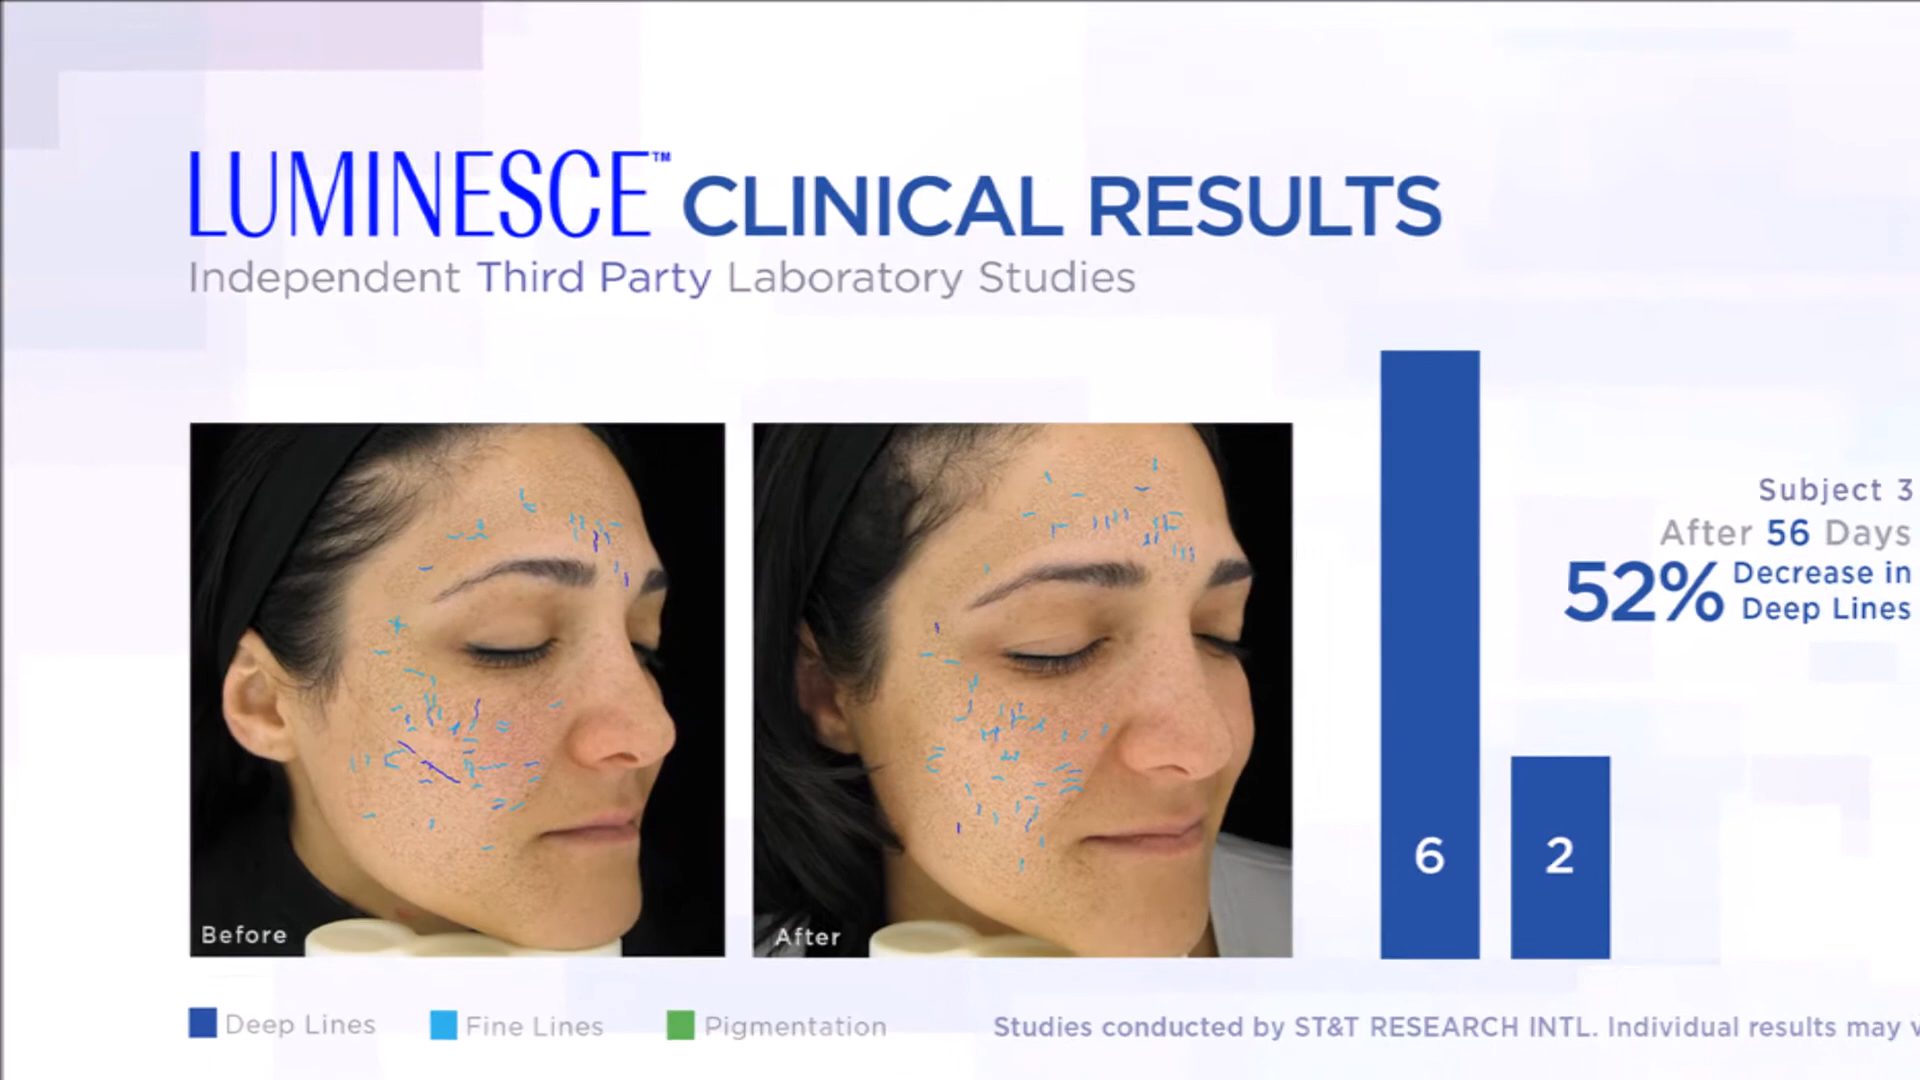 LUMINESCE™ CLINICAL RESULTS
Independent Third Party Laboratory Studies
Subject 3
After 56 Days
52% Decrease in
Deep Lines
6 2
Before After
Deep Lines Fine Lines Pigmentation Studies conducted by ST&T RESEARCH INTL. Individual results may